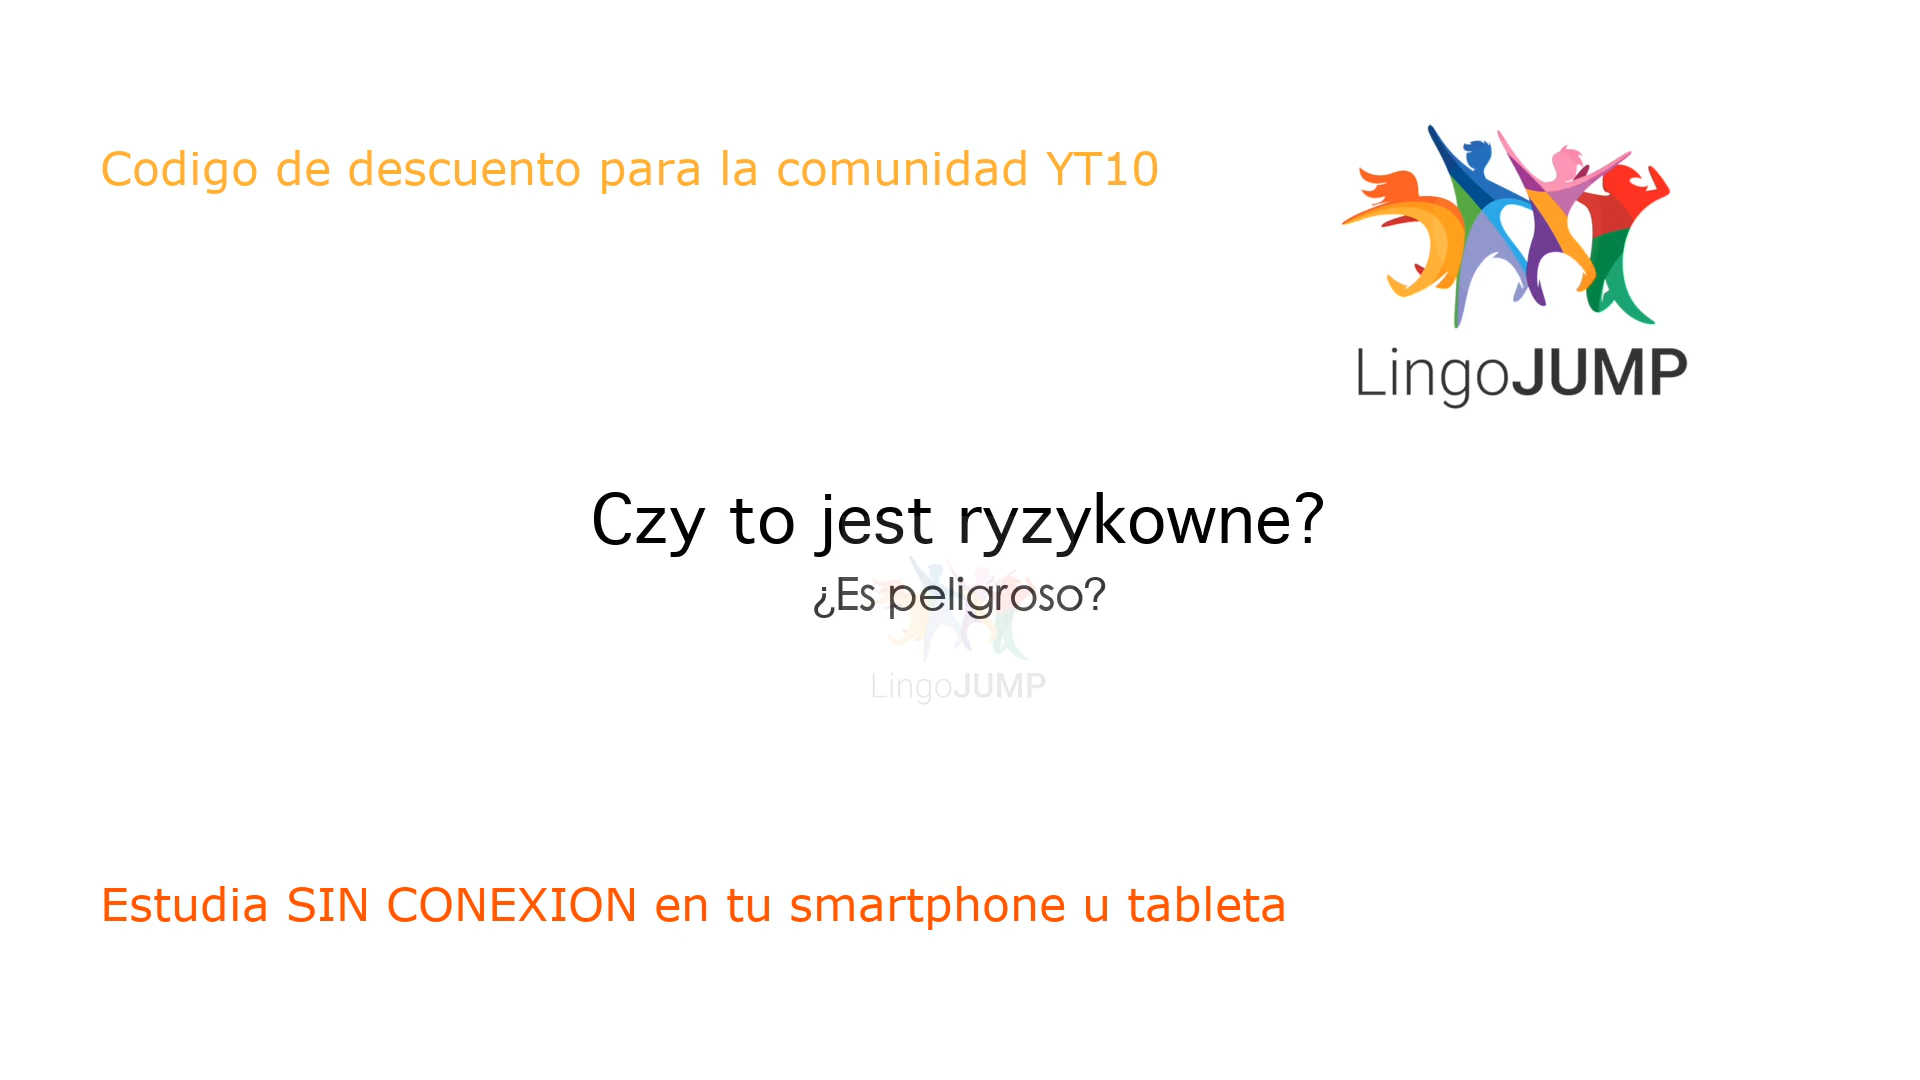 Codigo de descuento para la comunidad YT10
LingoJUMP
Czy to jest ryzykowne?
¿Es peligroso?
LingoJUMP
Estudia SIN CONEXION en tu smartphone u tableta